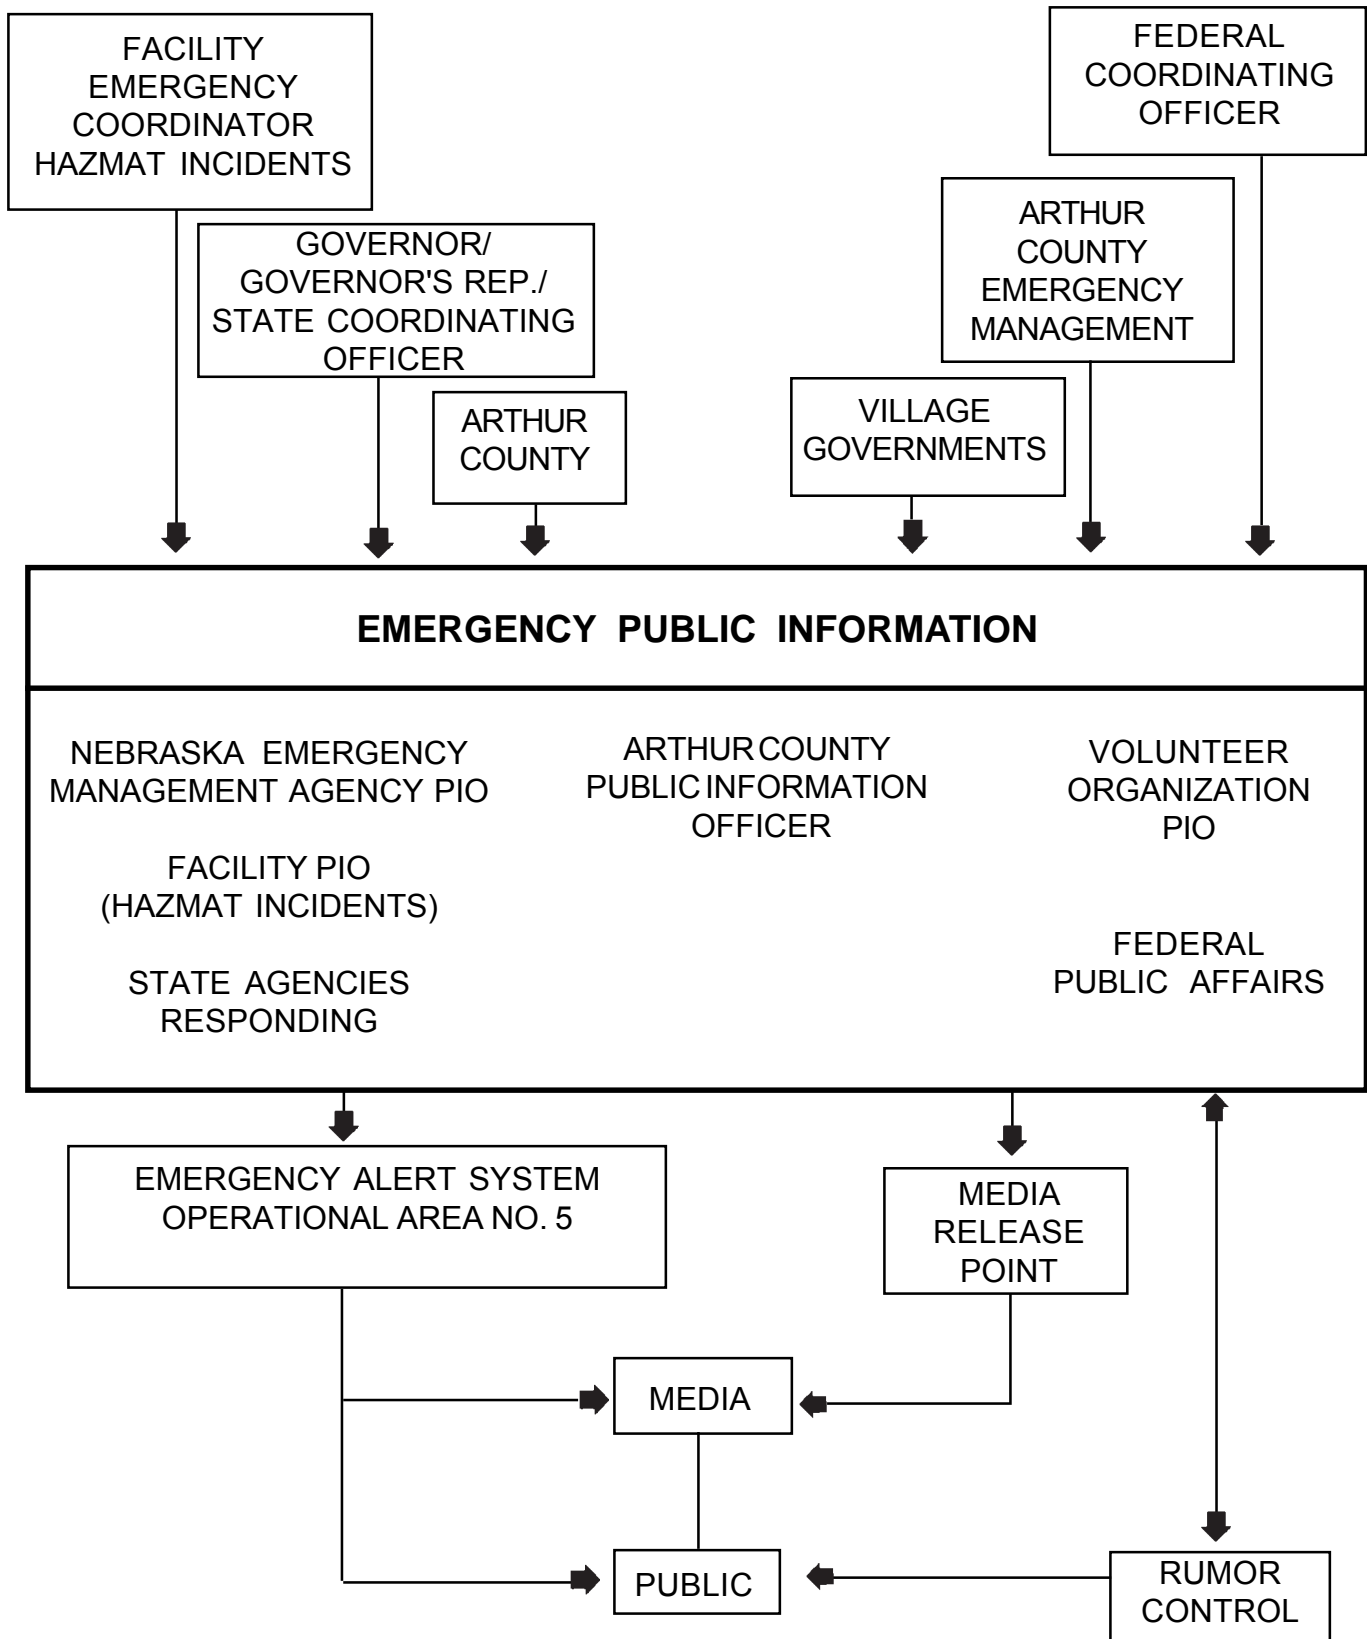 FACILITY
EMERGENCY
COORDINATOR
HAZMAT INCIDENTS
FEDERAL
COORDINATING
OFFICER
GOVERNOR/
GOVERNOR'S REP./
STATE COORDINATING
OFFICER
ARTHUR
COUNTY
EMERGENCY
MANAGEMENT
ARTHUR
COUNTY
VILLAGE
GOVERNMENTS
EMERGENCY PUBLIC INFORMATION
NEBRASKA EMERGENCY
MANAGEMENT AGENCY PIO
FACILITY PIO
(HAZMAT INCIDENTS)
STATE AGENCIES
RESPONDING
ARTHUR COUNTY
PUBLIC INFORMATION
OFFICER
VOLUNTEER
ORGANIZATION
PIO
FEDERAL
PUBLIC AFFAIRS
EMERGENCY ALERT SYSTEM
OPERATIONAL AREA NO. 5
MEDIA
RELEASE
POINT
MEDIA
PUBLIC
RUMOR
CONTROL